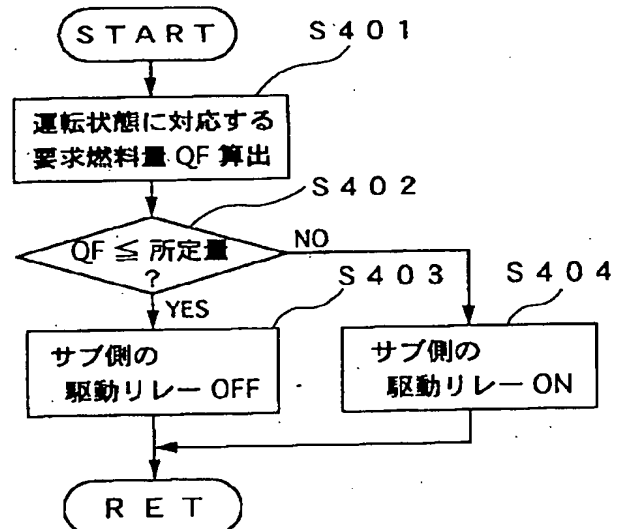 START
S401
運転状態に対応する
要求燃料量 QF 算出
S402
QF ≦ 所定量
?
NO
YES
S403
S404
サブ側の
駆動リレー OFF
サブ側の
駆動リレー ON
RET